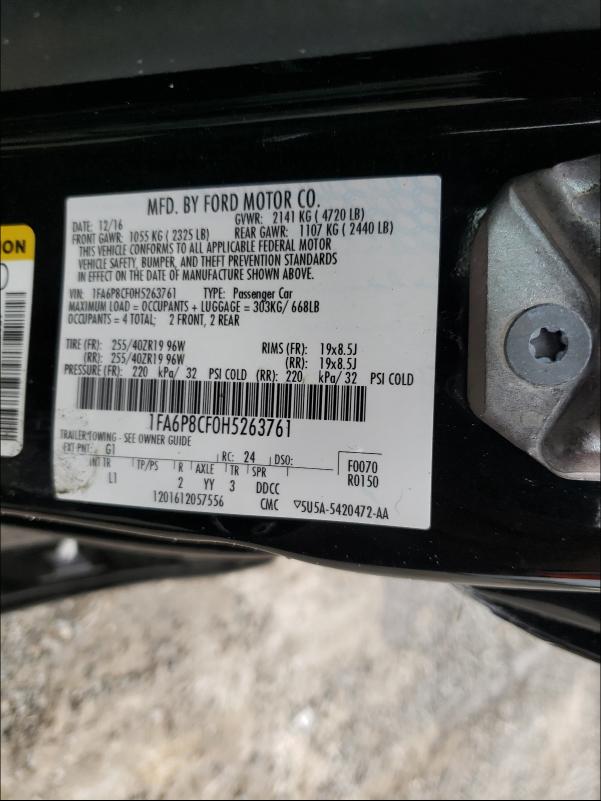 MFD. BY FORD MOTOR CO.
DATE: 12/16 GVWR: 2141 KG ( 4720 LB)
FRONT GAWR: 1055 KG ( 2325 LB) REAR GAWR: 1107 KG ( 2440 LB)
THIS VEHICLE CONFORMS TO ALL APPLICABLE FEDERAL MOTOR
VEHICLE SAFETY, BUMPER, AND THEFT PREVENTION STANDARDS
IN EFFECT ON THE DATE OF MANUFACTURE SHOWN ABOVE.
VIN: 1FA6P8CF0H5263761 TYPE: Passenger Car
MAXIMUM LOAD = OCCUPANTS + LUGGAGE = 303KG/ 668LB
OCCUPANTS = 4 TOTAL; 2 FRONT, 2 REAR
TIRE (FR): 255/40ZR19 96W RIMS (FR): 19x8.5J
(RR): 255/40ZR19 96W (RR): 19x8.5J
PRESSURE (FR): 220 kPa/ 32 PSI COLD (RR): 220 kPa/ 32 PSI COLD
1FA6P8CF0H5263761
TRAILER TOWING - SEE OWNER GUIDE
EXT PNT: G1 RC: 24 DSO: F0070
INT TR TP/PS R AXLE TR SPR R0150
L1 2 YY 3 DDCC
1201612057556 CMC 5U5A-5420472-AA
ION